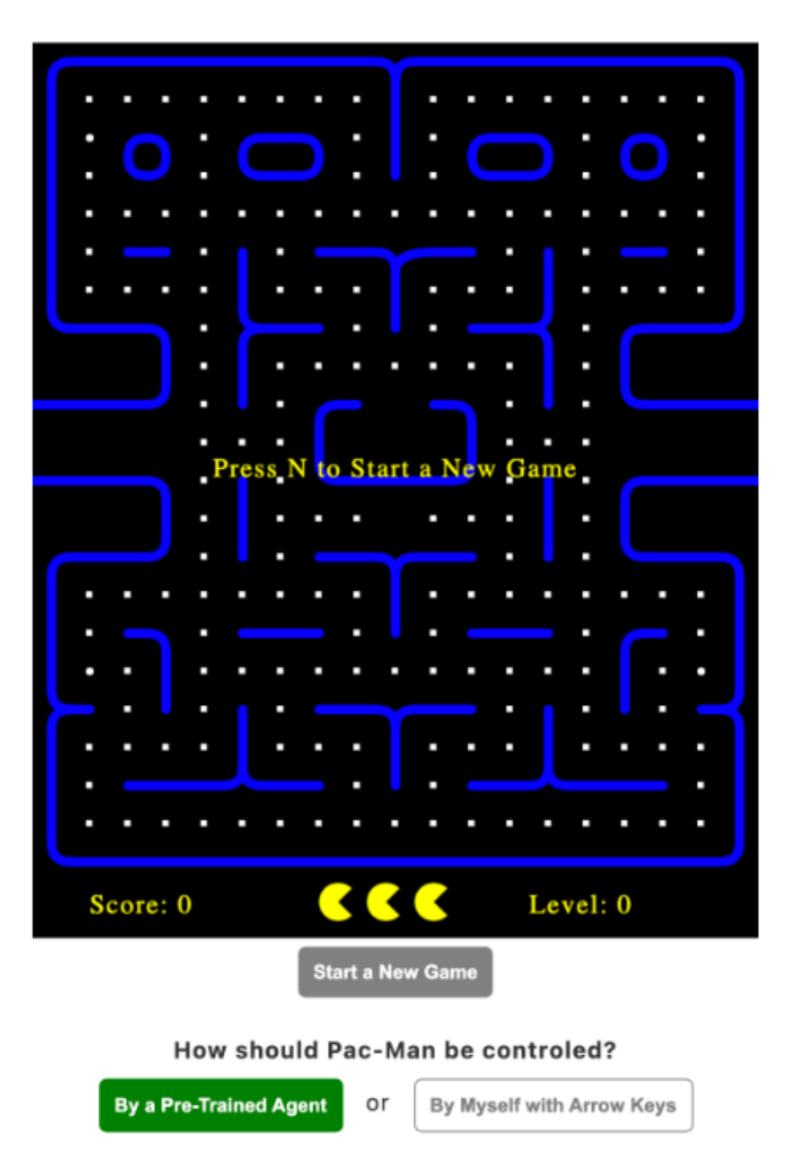 Press N to Start a New Game
Score: 0 Level: 0
Start a New Game
How should Pac-Man be controled?
By a Pre-Trained Agent or By Myself with Arrow Keys